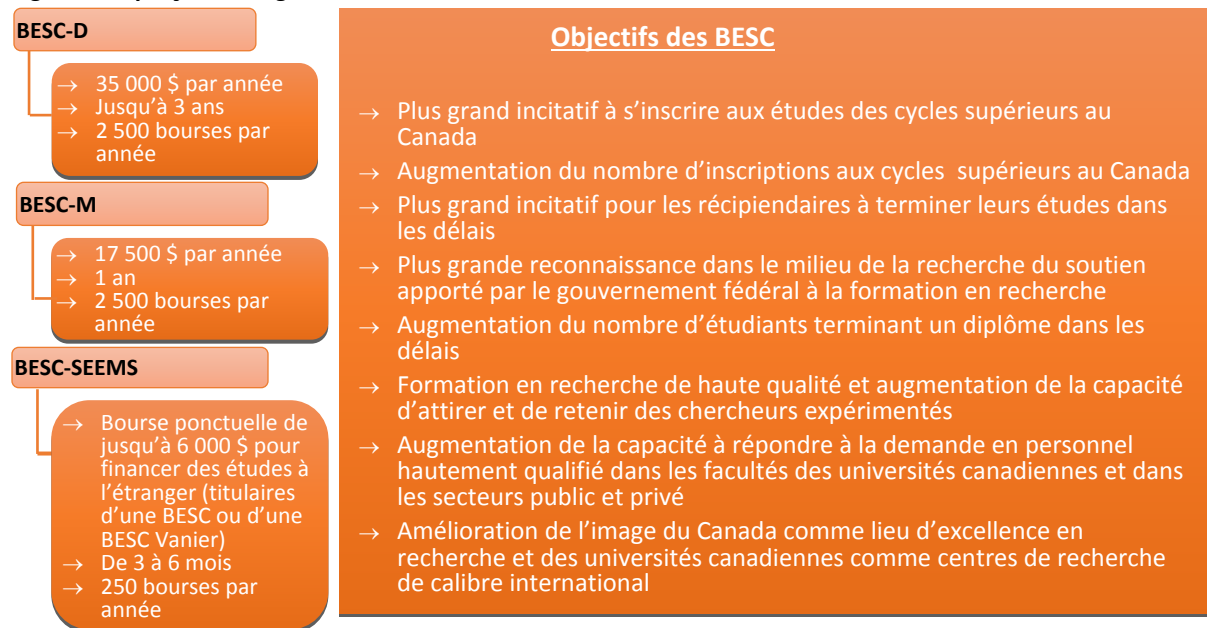 BESC-D
→ 35 000 $ par année
→ Jusqu’à 3 ans
→ 2 500 bourses par
année
BESC-M
→ 17 500 $ par année
→ 1 an
→ 2 500 bourses par
année
BESC-SEEMS
→ Bourse ponctuelle de
jusqu’à 6 000 $ pour
financer des études à
l’étranger (titulaires
d’une BESC ou d’une
BESC Vanier)
→ De 3 à 6 mois
→ 250 bourses par
année
Objectifs des BESC
→ Plus grand incitatif à s’inscrire aux études des cycles supérieurs au
Canada
→ Augmentation du nombre d’inscriptions aux cycles supérieurs au Canada
→ Plus grand incitatif pour les récipiendaires à terminer leurs études dans
les délais
→ Plus grande reconnaissance dans le milieu de la recherche du soutien
apporté par le gouvernement fédéral à la formation en recherche
→ Augmentation du nombre d’étudiants terminant un diplôme dans les
délais
→ Formation en recherche de haute qualité et augmentation de la capacité
d’attirer et de retenir des chercheurs expérimentés
→ Augmentation de la capacité à répondre à la demande en personnel
hautement qualifié dans les facultés des universités canadiennes et dans
les secteurs public et privé
→ Amélioration de l’image du Canada comme lieu d’excellence en
recherche et des universités canadiennes comme centres de recherche
de calibre international